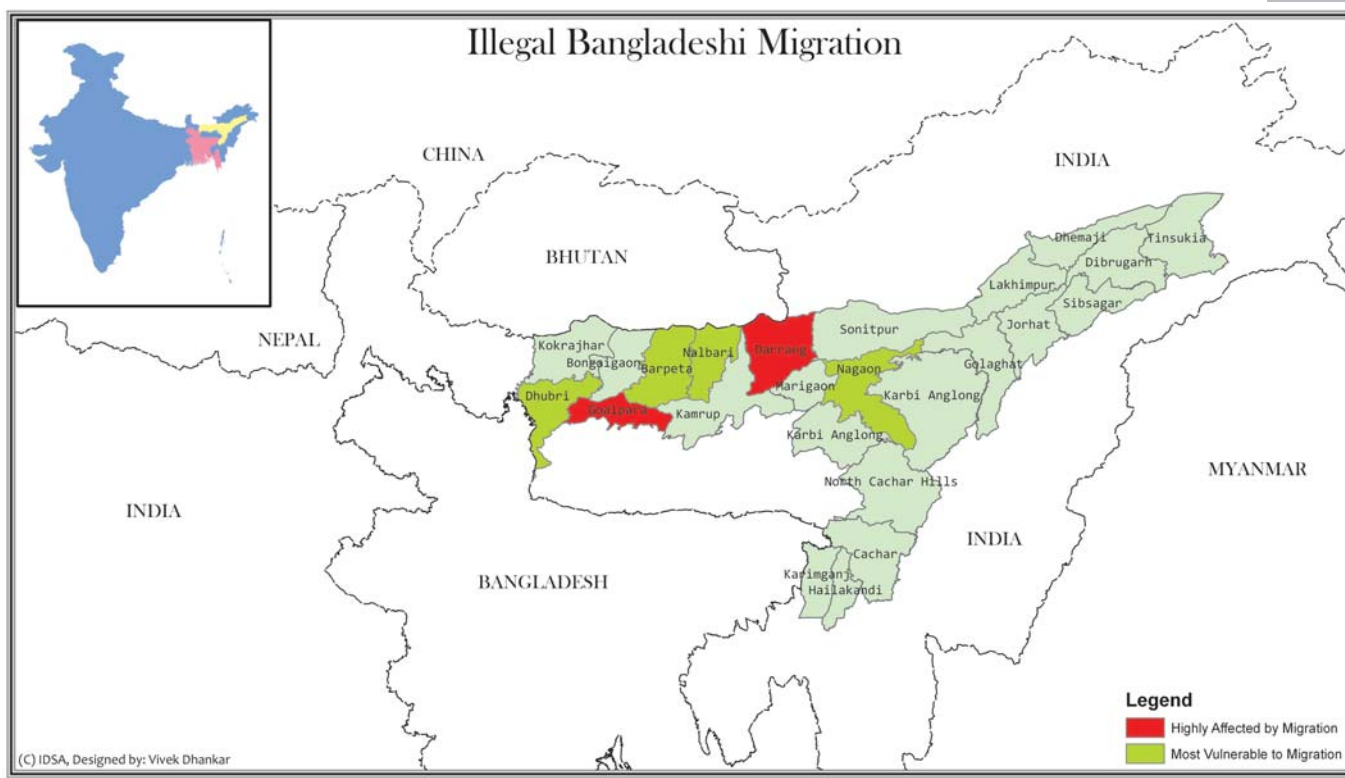 Illegal Bangladeshi Migration
CHINA
INDIA
BHUTAN
NEPAL
Dhemaji
Tinsukia
Dibrugarh
Lakhimpur
Sibsagar
Jorhat
Sonitpur
Golaghat
Kokrajhar
Bongaigaon
Barpeta
Nalbari
Darrang
Marigaon
Nagaon
Karbi Anglong
Dhubri
Goalpara
Kamrup
Karbi Anglong
MYANMAR
North Cachar Hills
INDIA
INDIA
Cachar
BANGLADESH
Karimganj
Hailakandi
Legend
Highly Affected by Migration
Most Vulnerable to Migration
(C) IDSA, Designed by: Vivek Dhankar